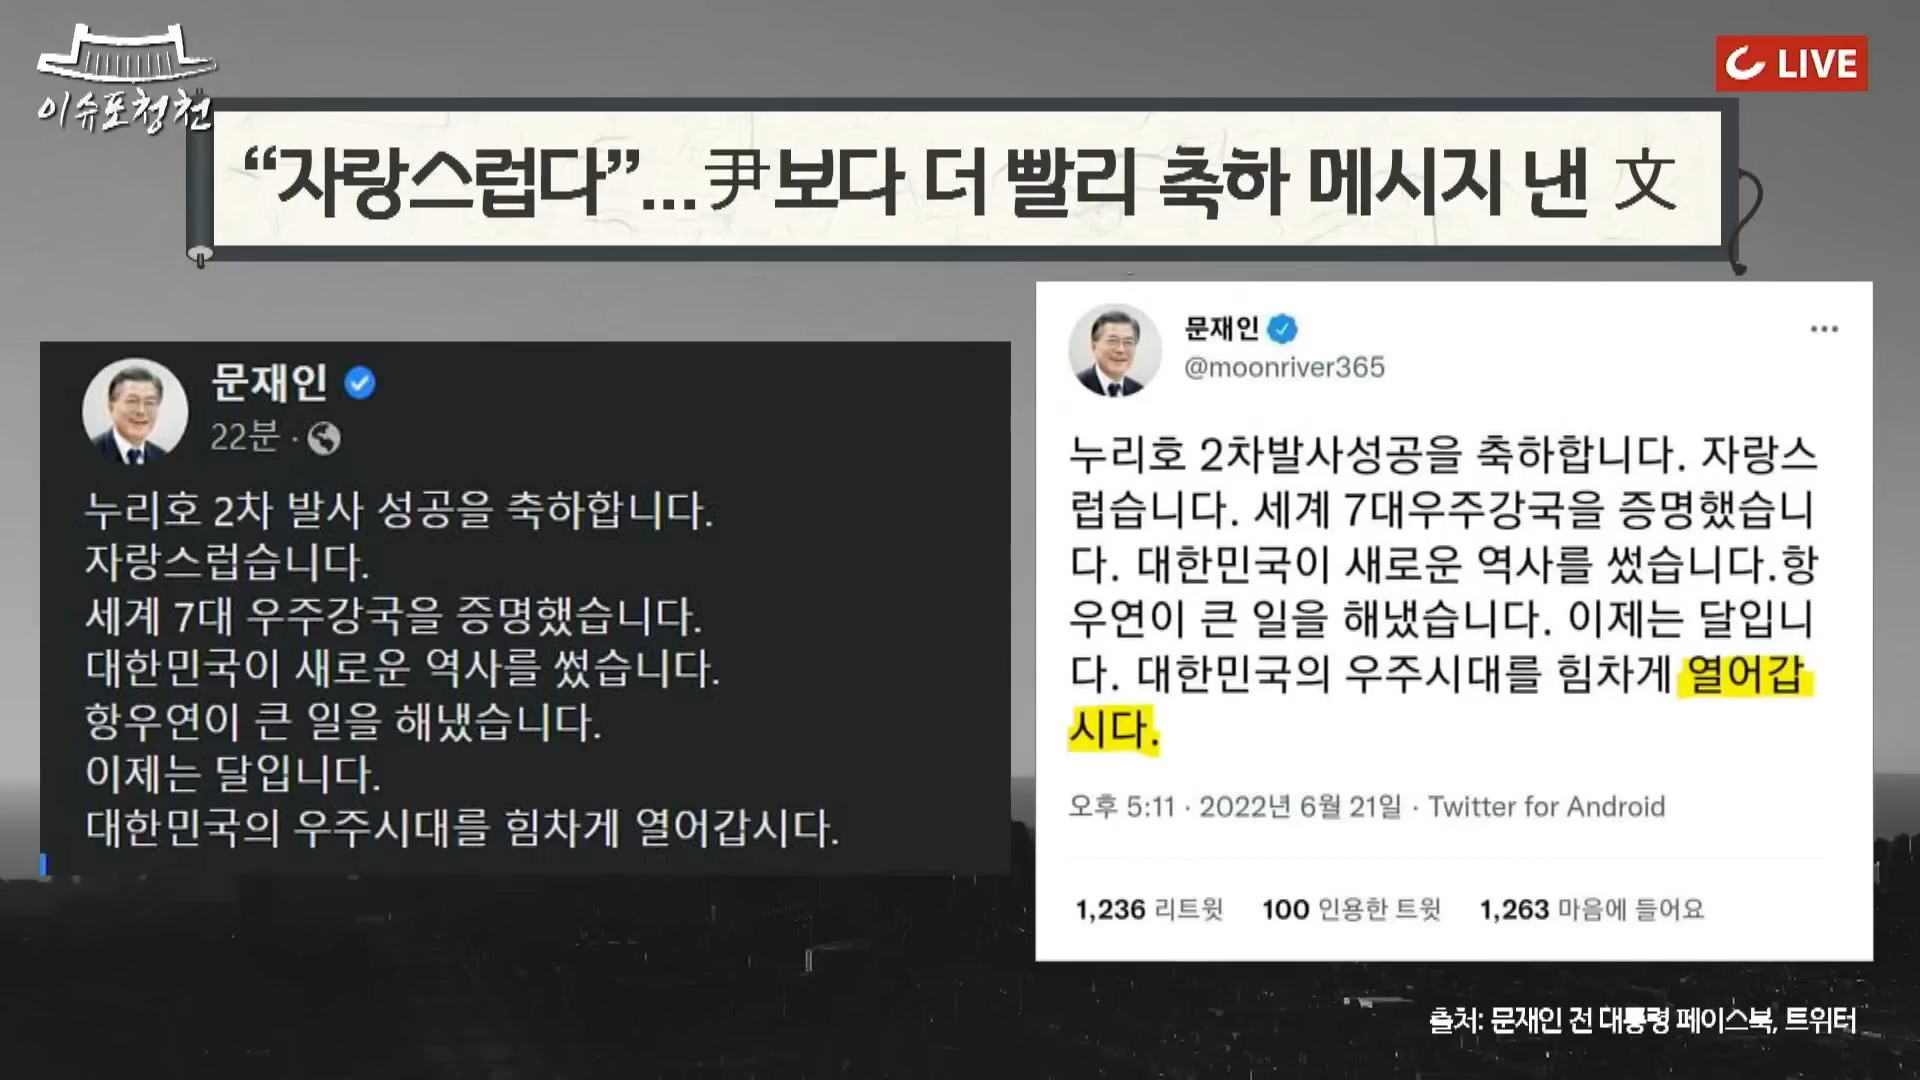 이슈포청천
LIVE
“자랑스럽다”...尹보다 더 빨리 축하 메시지 낸 文
문재인
22분 ·
누리호 2차 발사 성공을 축하합니다.
자랑스럽습니다.
세계 7대 우주강국을 증명했습니다.
대한민국이 새로운 역사를 썼습니다.
항우연이 큰 일을 해냈습니다.
이제는 달입니다.
대한민국의 우주시대를 힘차게 열어갑시다.
문재인
@moonriver365
누리호 2차발사성공을 축하합니다. 자랑스
럽습니다. 세계 7대우주강국을 증명했습니
다. 대한민국이 새로운 역사를 썼습니다.항
우연이 큰 일을 해냈습니다. 이제는 달입니
다. 대한민국의 우주시대를 힘차게 열어갑
시다.
오후 5:11 · 2022년 6월 21일 · Twitter for Android
1,236 리트윗 100 인용한 트윗 1,263 마음에 들어요
출처: 문재인 전 대통령 페이스북, 트위터